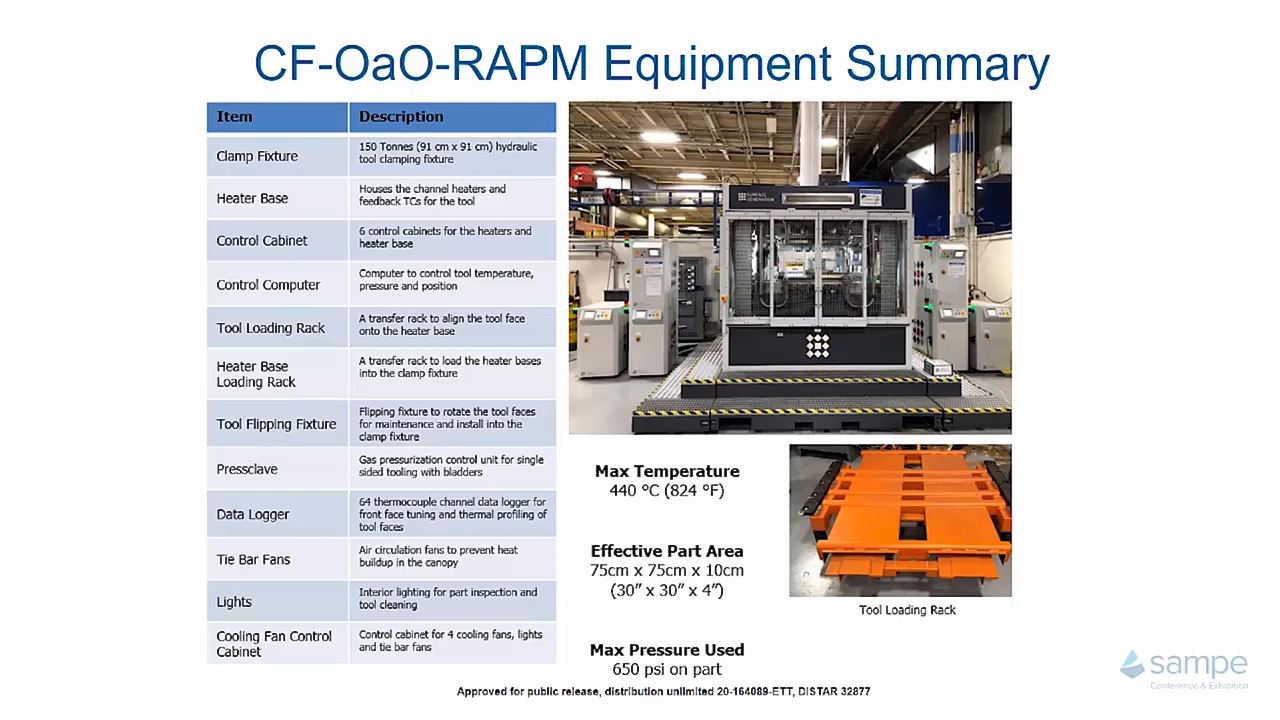 CF-OaO-RAPM Equipment Summary
Item Description
Clamp Fixture
150 Tonnes (91 cm x 91 cm) hydraulic
tool clamping fixture
Heater Base
Houses the channel heaters and
feedback TCs for the tool
Control Cabinet
6 control cabinets for the heaters and
heater base
Control Computer
Computer to control tool temperature,
pressure and position
Tool Loading Rack
A transfer rack to align the tool face
onto the heater base
Heater Base
Loading Rack
A transfer rack to load the heater bases
into the clamp fixture
Tool Flipping Fixture
Flipping fixture to rotate the tool faces
for maintenance and install into the
clamp fixture
Pressclave
Gas pressurization control unit for single
sided tooling with bladders
Data Logger
64 thermocouple channel data logger for
front face tuning and thermal profiling of
tool faces
Tie Bar Fans
Air circulation fans to prevent heat
buildup in the canopy
Lights
Interior lighting for part inspection and
tool cleaning
Cooling Fan Control
Cabinet
Control cabinet for 4 cooling fans, lights
and tie bar fans
SURFACE
GENERATION
Max Temperature
440 °C (824 °F)
Effective Part Area
75cm x 75cm x 10cm
(30” x 30” x 4”)
Max Pressure Used
650 psi on part
Tool Loading Rack
Approved for public release, distribution unlimited 20-164089-ETT, DISTAR 32877
sampe
Conference & Exhibition